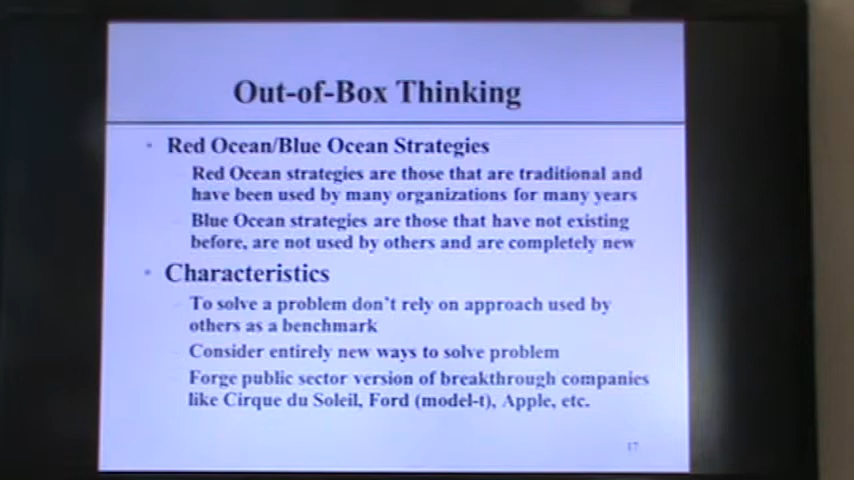 Out-of-Box Thinking
Red Ocean/Blue Ocean Strategies
Red Ocean strategies are those that are traditional and
have been used by many organizations for many years
Blue Ocean strategies are those that have not existing
before, are not used by others and are completely new
Characteristics
To solve a problem don't rely on approach used by
others as a benchmark
Consider entirely new ways to solve problem
Forge public sector version of breakthrough companies
like Cirque du Soleil, Ford (model-t), Apple, etc.
17